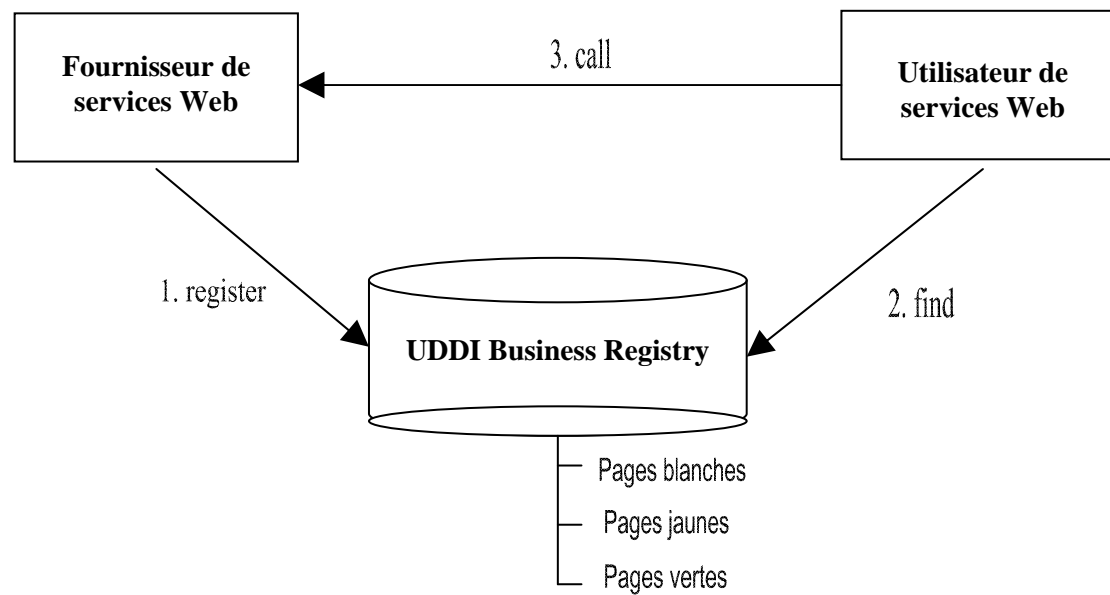 Fournisseur de
services Web
3. call
Utilisateur de
services Web
1. register
2. find
UDDI Business Registry
Pages blanches
Pages jaunes
Pages vertes